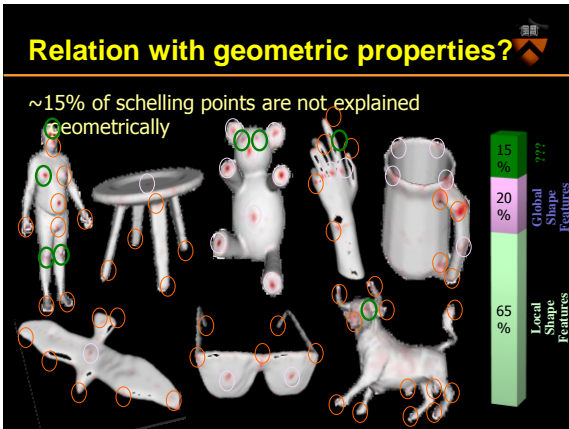 Relation with geometric properties?
~15% of schelling points are not explained
geometrically
15
%
???
20
%
Global
Shape
Features
65
%
Local
Shape
Features